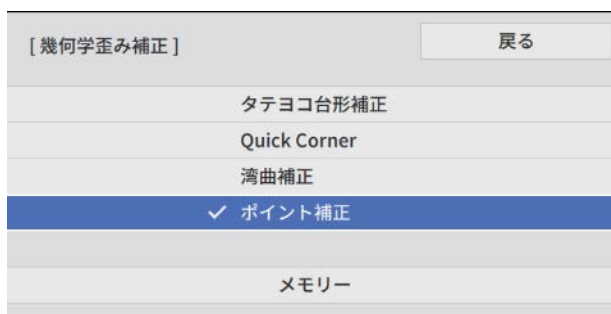 [ 幾何学歪み補正 ]
戻る
タテヨコ台形補正
Quick Corner
湾曲補正
ポイント補正
メモリー